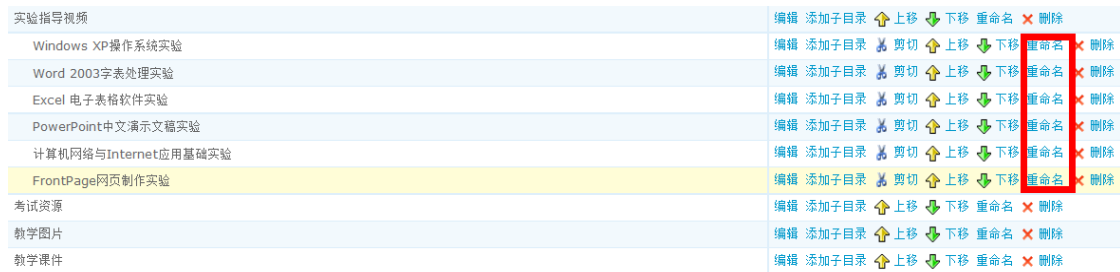 实验指导视频 编辑 添加子目录 上移 下移 重命名 删除
Windows XP操作系统实验 编辑 添加子目录 剪切 上移 下移 重命名 删除
Word 2003字表处理实验 编辑 添加子目录 剪切 上移 下移 重命名 删除
Excel 电子表格软件实验 编辑 添加子目录 剪切 上移 下移 重命名 删除
PowerPoint中文演示文稿实验 编辑 添加子目录 剪切 上移 下移 重命名 删除
计算机网络与Internet应用基础实验 编辑 添加子目录 剪切 上移 下移 重命名 删除
FrontPage网页制作实验 编辑 添加子目录 剪切 上移 下移 重命名 删除
考试资源 编辑 添加子目录 上移 下移 重命名 删除
教学图片 编辑 添加子目录 上移 下移 重命名 删除
教学课件 编辑 添加子目录 上移 下移 重命名 删除